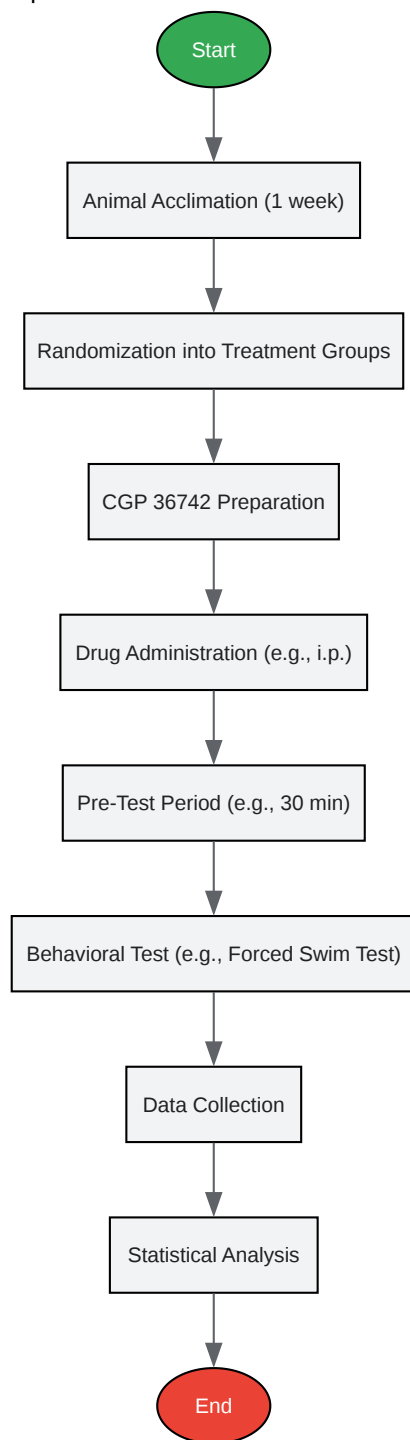 Start
Animal Acclimation (1 week)
Randomization into Treatment Groups
CGP 36742 Preparation
Drug Administration (e.g., i.p.)
Pre-Test Period (e.g., 30 min)
Behavioral Test (e.g., Forced Swim Test)
Data Collection
Statistical Analysis
End